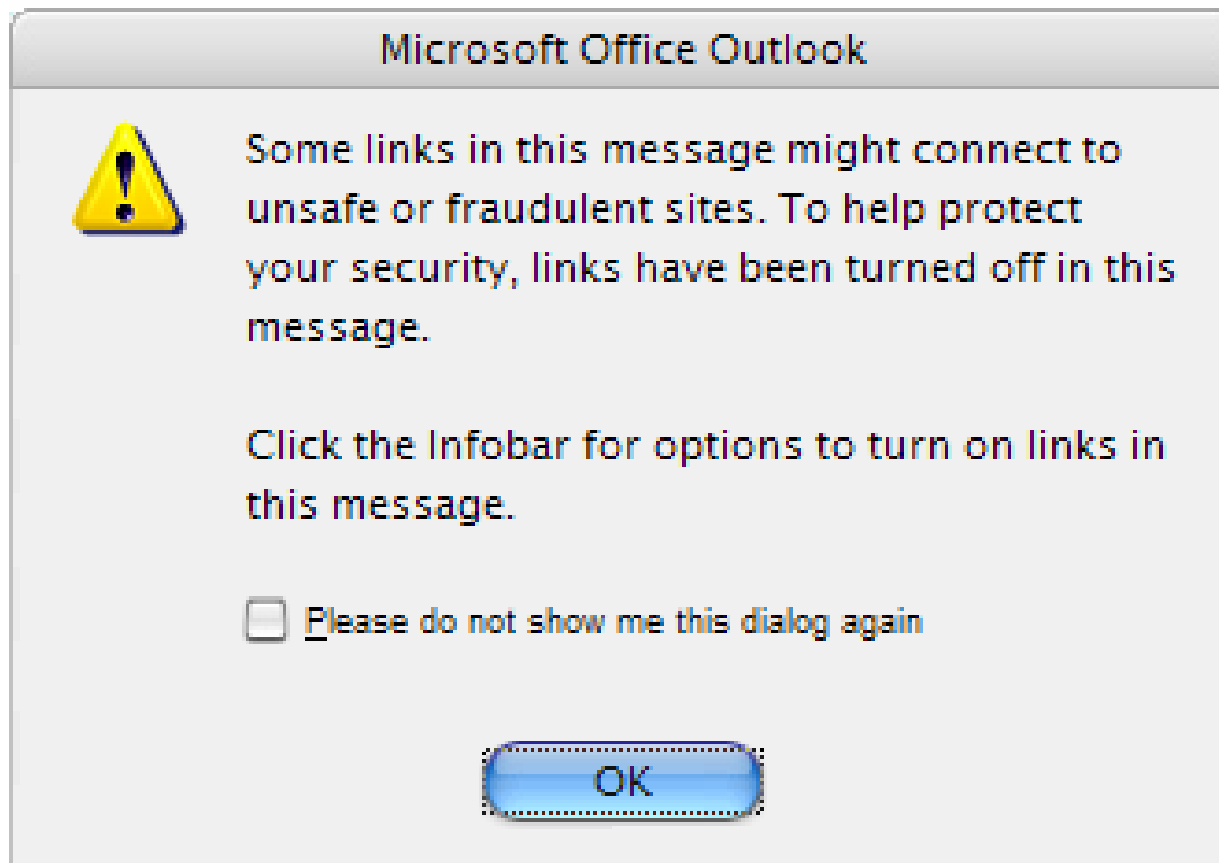 Microsoft Office Outlook
Some links in this message might connect to
unsafe or fraudulent sites. To help protect
your security, links have been turned off in this
message.
Click the Infobar for options to turn on links in
this message.
Please do not show me this dialog again
OK